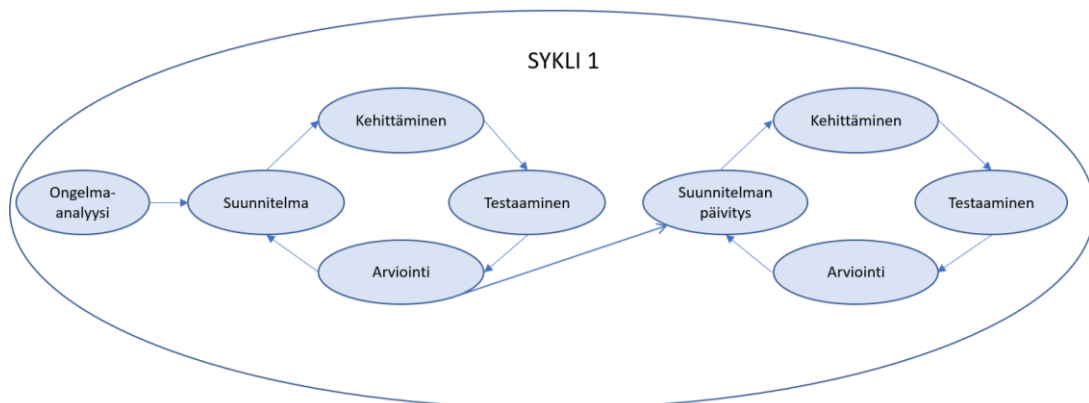 SYKLI 1
Ongelma-
analyysi
Suunnitelma
Kehittäminen
Testaaminen
Arviointi
Suunnitelman
päivitys
Kehittäminen
Testaaminen
Arviointi